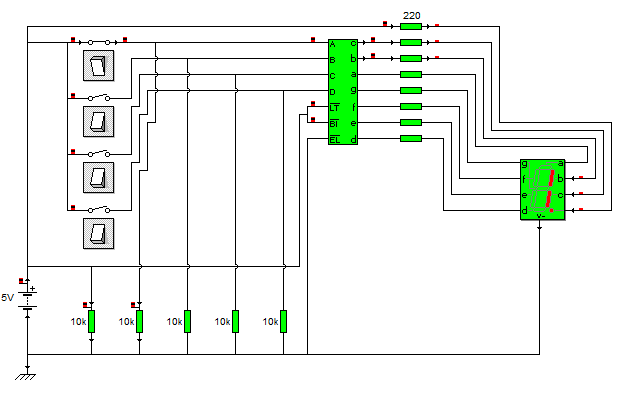 220
A c
B b
C a
D g
LT f
BI e
EL d
g a
f b
e c
d
v-
5V
+
10k 10k 10k 10k 10k